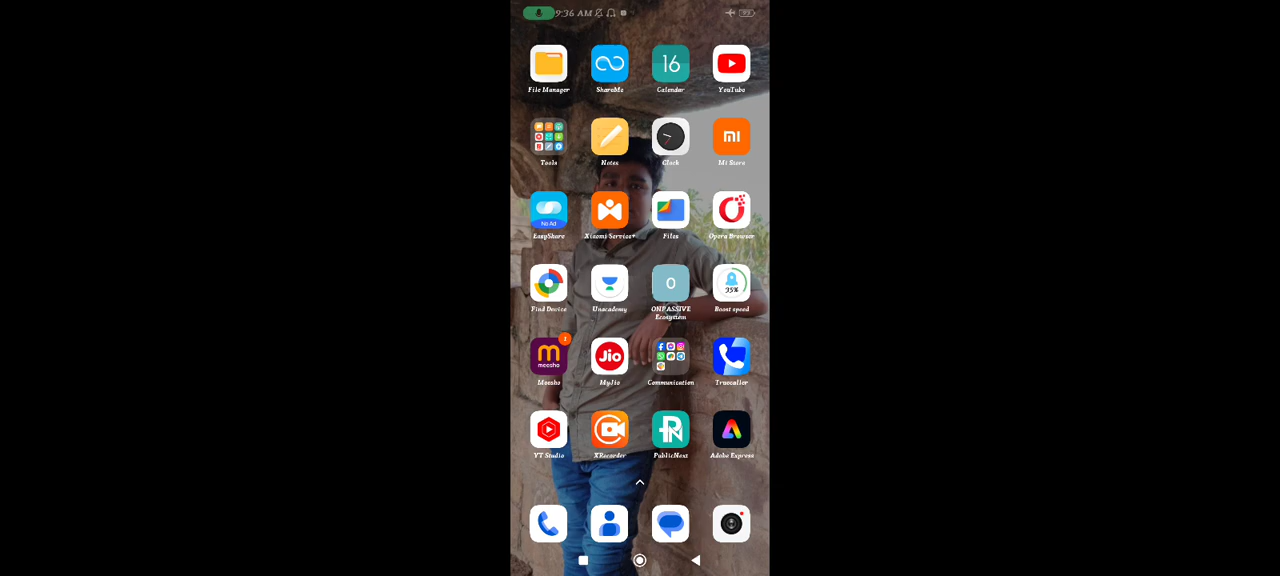 9:36 AM 99
File Manager ShareMe Calendar YouTube
16
Tools Notes Clock Mi Store
No Ad
EasyShare Xiaomi Service+ Files Opera Browser
O 95%
Find Device Unacademy ONPASSIVE Boost speed
Ecosystem
1
meesho Jio
Meesho MyJio Communication Truecaller
YT Studio XRecorder PublicNext Adobe Express